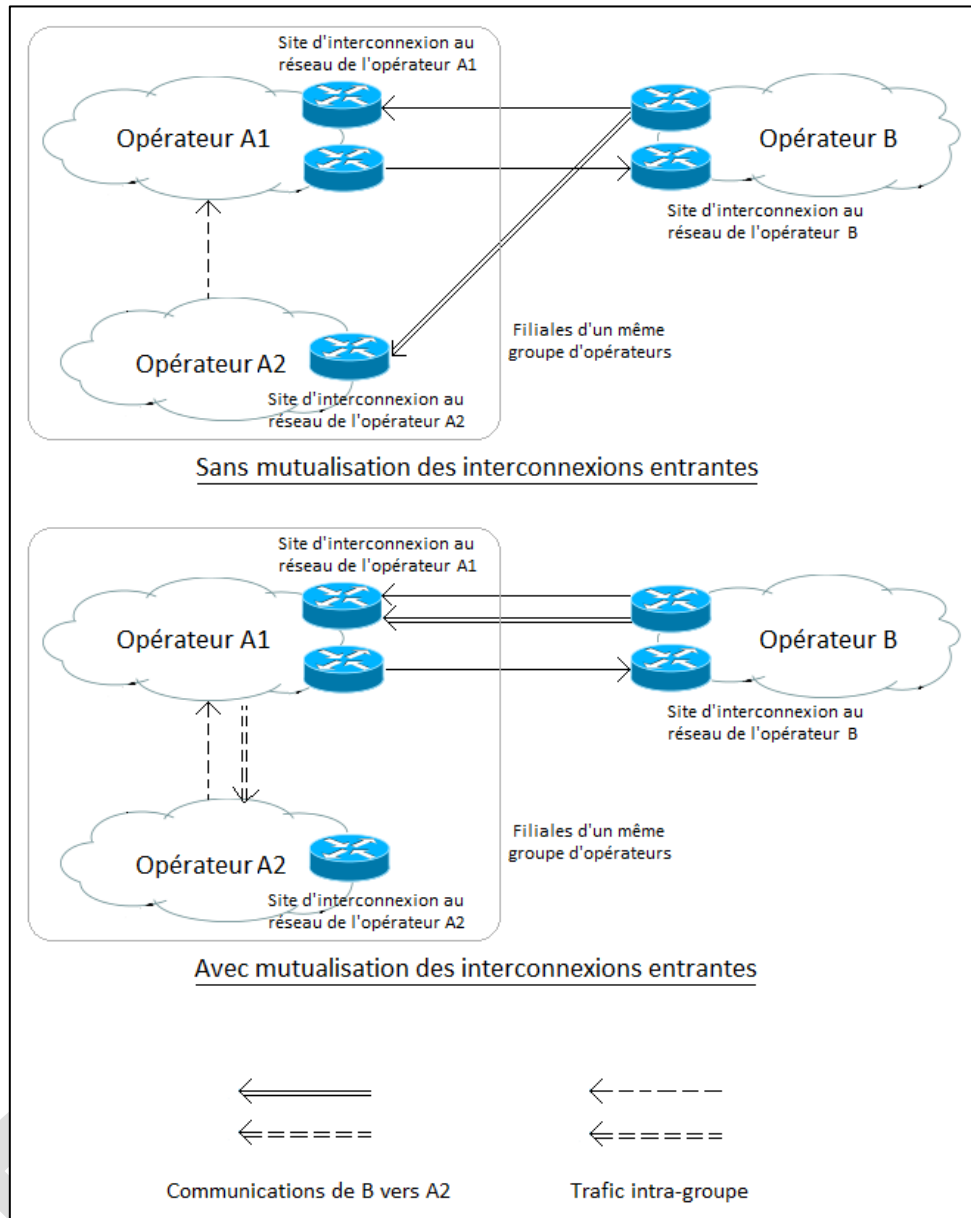 Site d'interconnexion au
réseau de l'opérateur A1
Opérateur A1
Opérateur B
Site d'interconnexion au
réseau de l'opérateur B
Filiales d'un même
groupe d'opérateurs
Opérateur A2
Site d'interconnexion au
réseau de l'opérateur A2
Sans mutualisation des interconnexions entrantes
Site d'interconnexion au
réseau de l'opérateur A1
Opérateur A1
Opérateur B
Site d'interconnexion au
réseau de l'opérateur B
Filiales d'un même
groupe d'opérateurs
Opérateur A2
Site d'interconnexion au
réseau de l'opérateur A2
Avec mutualisation des interconnexions entrantes
Communications de B vers A2
Trafic intra-groupe